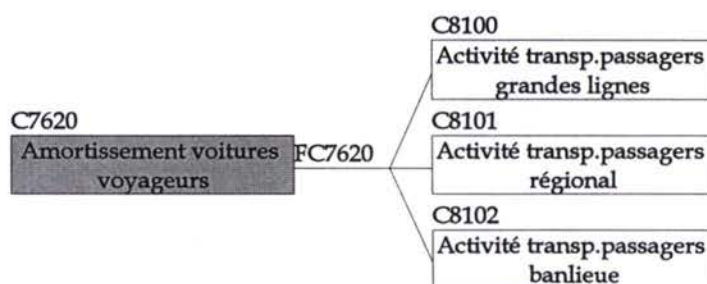 C8100
Activité transp.passagers
grandes lignes
C7620
Amortissement voitures
voyageurs
FC7620
C8101
Activité transp.passagers
régional
C8102
Activité transp.passagers
banlieue